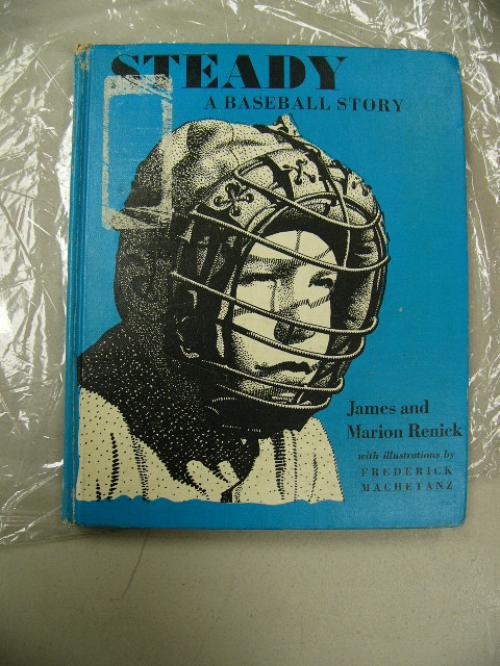 STEADY
A BASEBALL STORY
James and
Marion Renick
with illustrations by
FREDERICK
MACHETANZ